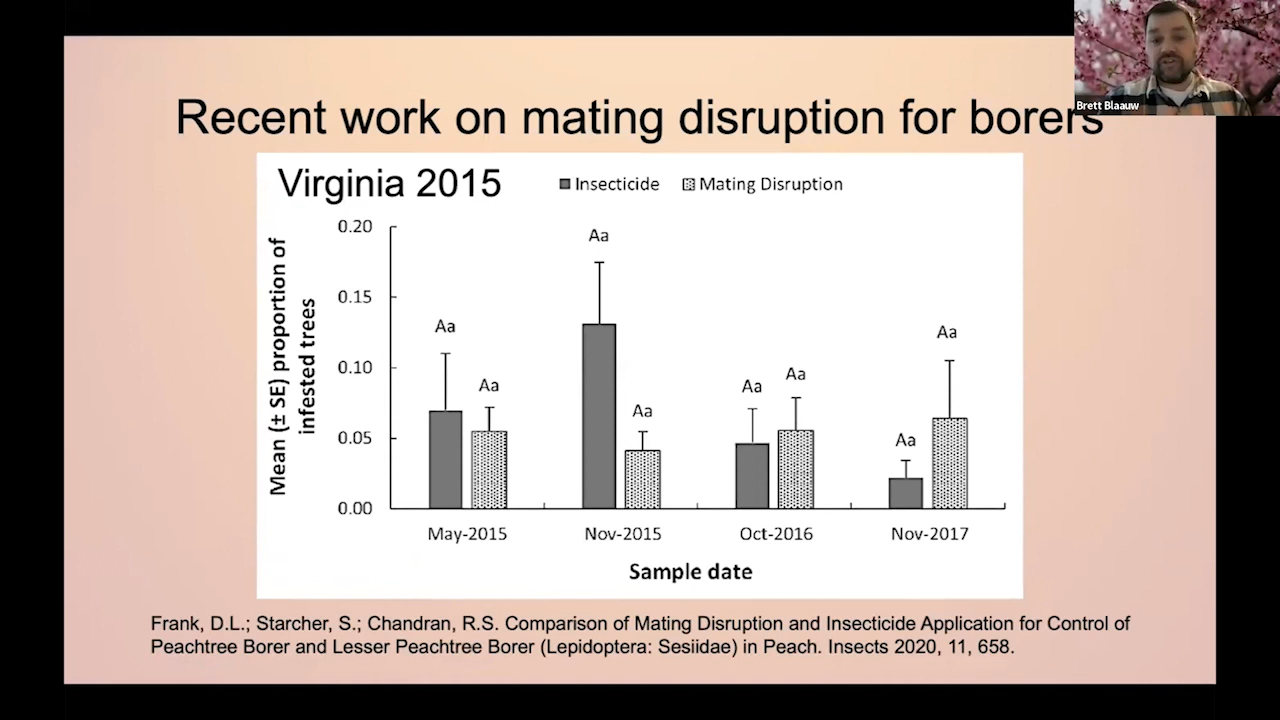 Brett Blaauw
Recent work on mating disruption for borers
Virginia 2015
Insecticide Mating Disruption
Mean (± SE) proportion of
infested trees
0.20
0.15
0.10
0.05
0.00
Aa
Aa
Aa
Aa
Aa
Aa
Aa
Aa
May-2015 Nov-2015 Oct-2016 Nov-2017
Sample date
Frank, D.L.; Starcher, S.; Chandran, R.S. Comparison of Mating Disruption and Insecticide Application for Control of
Peachtree Borer and Lesser Peachtree Borer (Lepidoptera: Sesiidae) in Peach. Insects 2020, 11, 658.